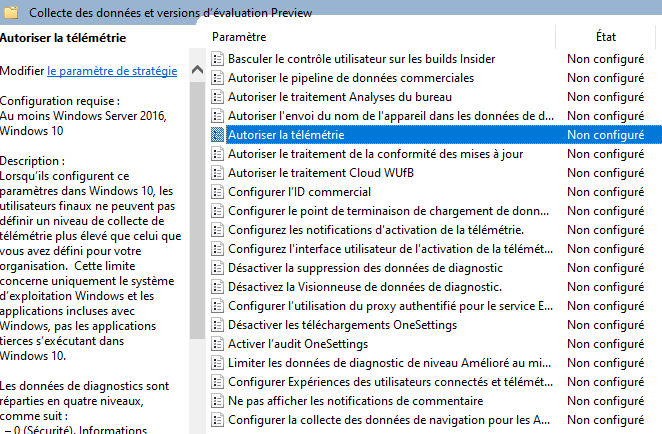 Collecte des données et versions d'évaluation Preview
Autoriser la télémétrie
Modifier le paramètre de stratégie
Configuration requise :
Au moins Windows Server 2016,
Windows 10
Description :
Lorsqu'ils configurent ce
paramètres dans Windows 10, les
utilisateurs finaux ne peuvent pas
définir un niveau de collecte de
télémétrie plus élevé que celui que
vous avez défini pour votre
organisation.  Cette limite
concerne uniquement le système
d'exploitation Windows et les
applications incluses avec
Windows, pas les applications
tierces s'exécutant dans
Windows 10.
Les données de diagnostics sont
réparties en quatre niveaux,
comme suit :
– 0 (Sécurité). Informations
Paramètre État
Basculer le contrôle utilisateur sur les builds Insider Non configuré
Autoriser le pipeline de données commerciales Non configuré
Autoriser le traitement Analyses du bureau Non configuré
Autoriser l'envoi du nom de l'appareil dans les données de d... Non configuré
Autoriser la télémétrie Non configuré
Autoriser le traitement de la conformité des mises à jour Non configuré
Autoriser le traitement Cloud WUfB Non configuré
Configurer l'ID commercial Non configuré
Configurer le point de terminaison de chargement de donn... Non configuré
Configurez les notifications d'activation de la télémétrie. Non configuré
Configurez l'interface utilisateur de l'activation de la télémét... Non configuré
Désactiver la suppression des données de diagnostic Non configuré
Désactivez la Visionneuse de données de diagnostic. Non configuré
Configurer l'utilisation du proxy authentifié pour le service E... Non configuré
Désactiver les téléchargements OneSettings Non configuré
Activer l'audit OneSettings Non configuré
Limiter les données de diagnostic de niveau Amélioré au mi... Non configuré
Configurer Expériences des utilisateurs connectés et télémét... Non configuré
Ne pas afficher les notifications de commentaire Non configuré
Configurer la collecte des données de navigation pour les A... Non configuré